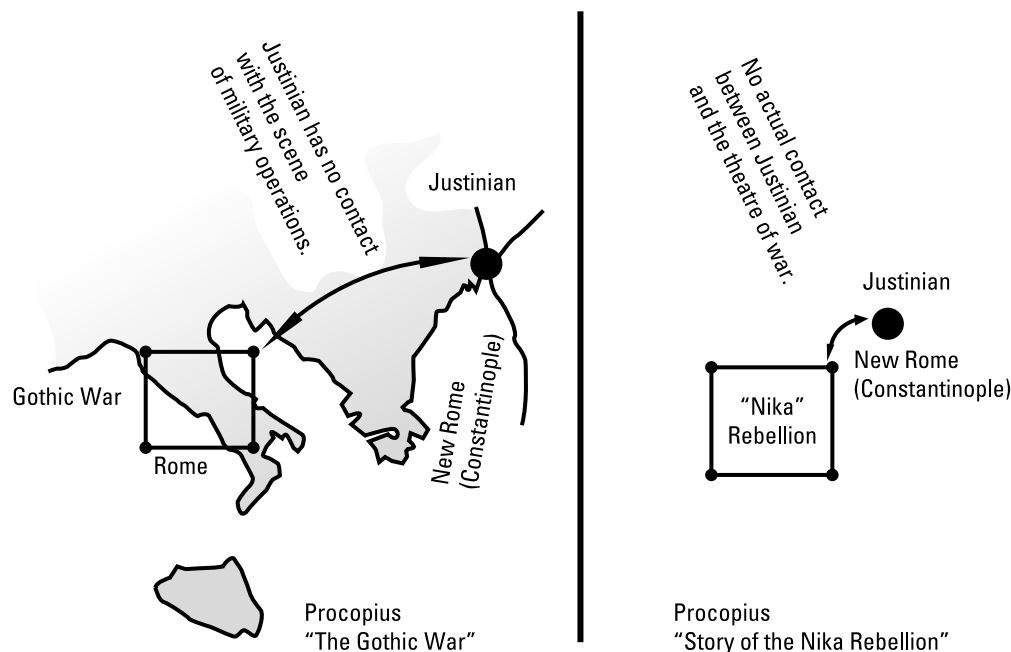 Justinian has no contact
with the scene
of military operations.
Justinian
Gothic War
Rome
New Rome
(Constantinople)
Procopius
“The Gothic War”
No actual contact
between Justinian
and the theatre of war.
Justinian
New Rome
(Constantinople)
“Nika”
Rebellion
Procopius
“Story of the Nika Rebellion”